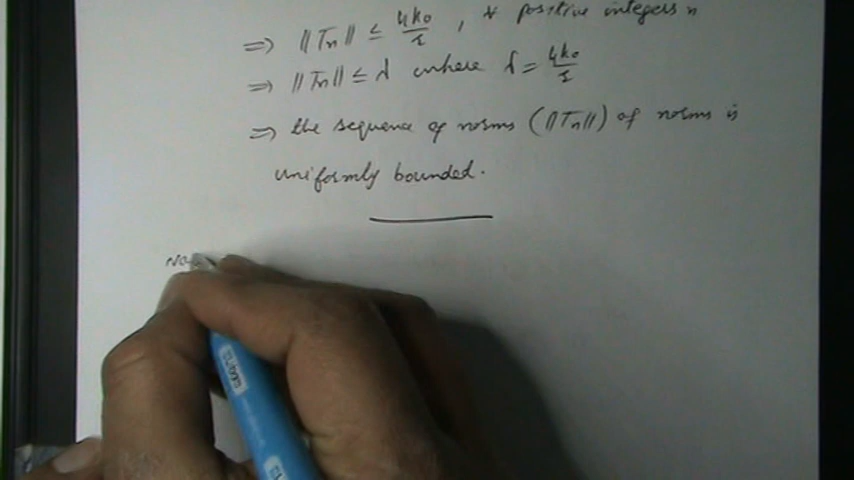 ⇒ ||Tn|| ≤ 4k₀/r, ∀ positive integers n
⇒ ||Tn|| ≤ λ where λ = 4k₀/r
⇒ the sequence of norms (||Tn||) of norms is
uniformly bounded.